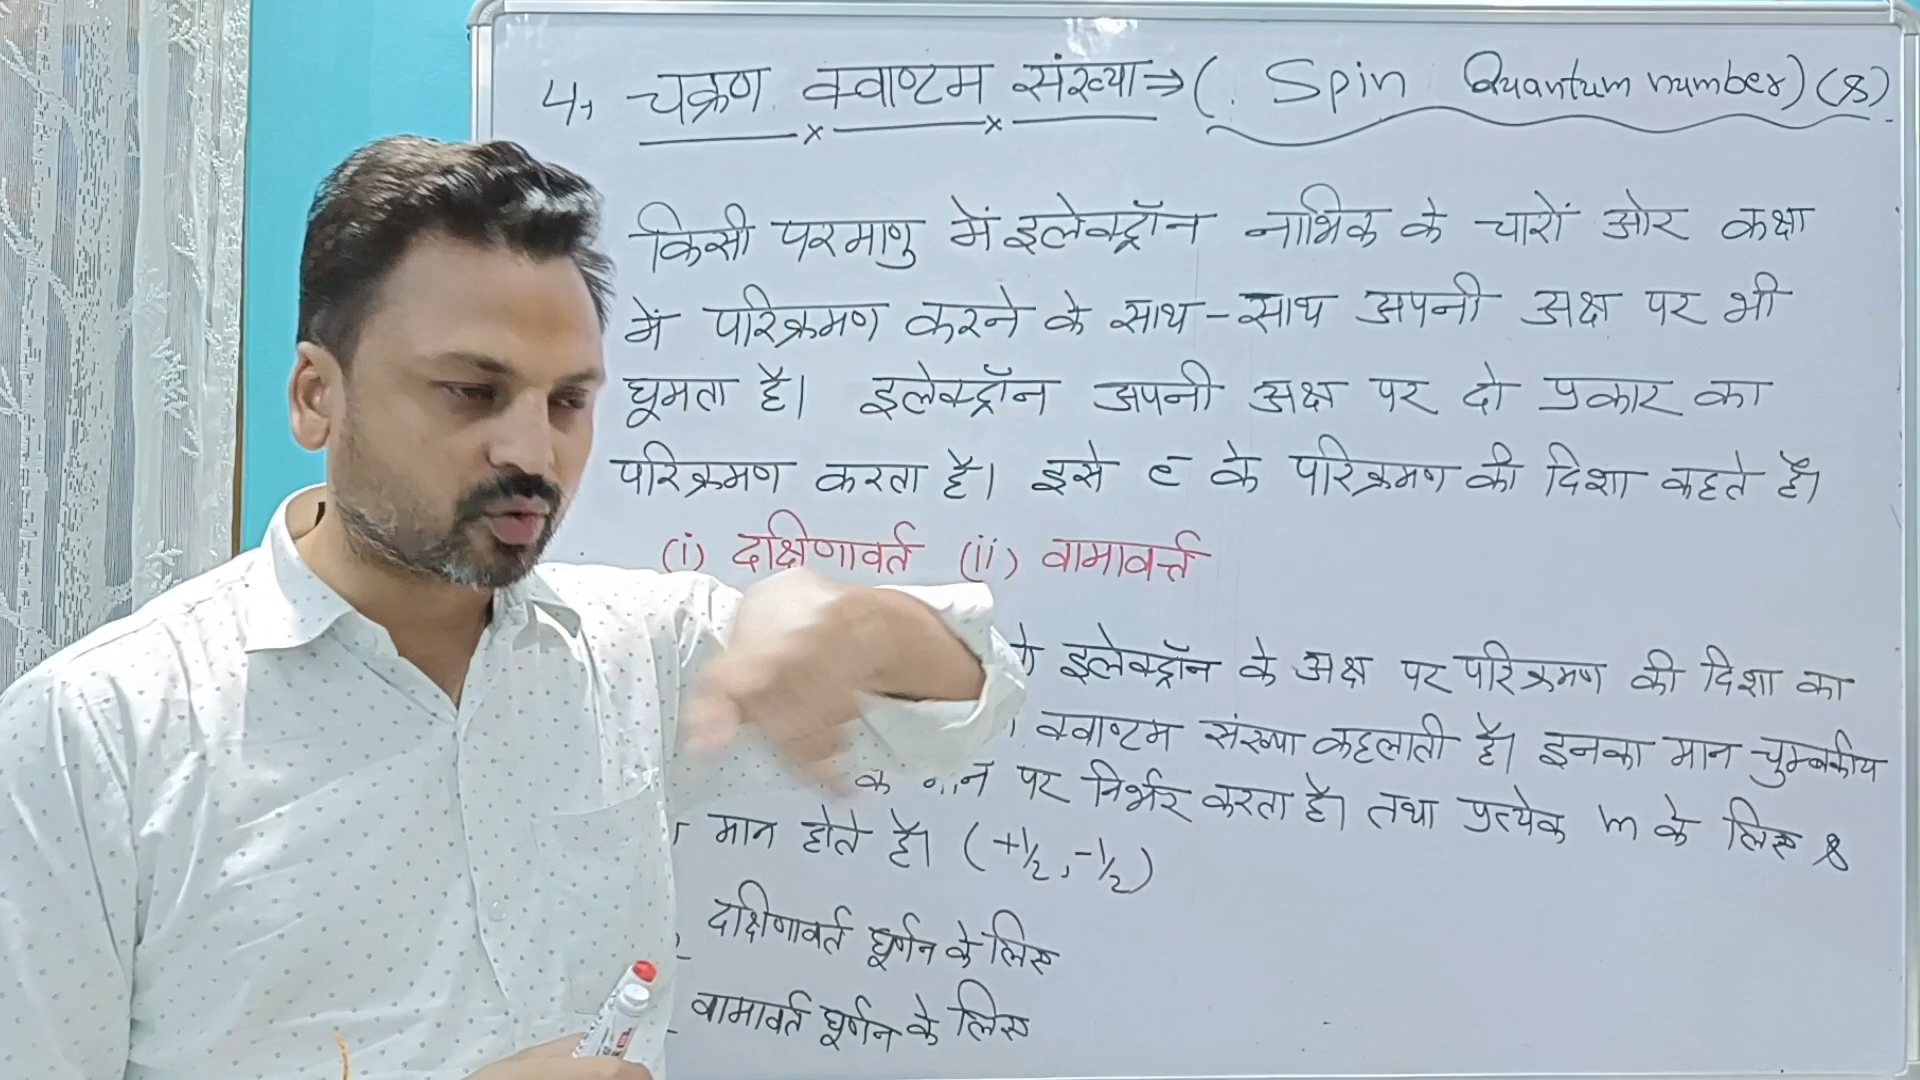 4, चक्रण क्वाण्टम संख्या → (Spin Quantum number) (s)
किसी परमाणु में इलेक्ट्रॉन नाभिक के चारों ओर कक्षा
में परिक्रमण करने के साथ-साथ अपनी अक्ष पर भी
घूमता है। इलेक्ट्रॉन अपनी अक्ष पर दो प्रकार का
परिक्रमण करता है। इसे e⁻ के परिक्रमण की दिशा कहते हैं।
(i) दक्षिणावर्त (ii) वामावर्त्त
इलेक्ट्रॉन के अक्ष पर परिक्रमण की दिशा का
क्वाण्टम संख्या कहलाती है। इनका मान चुम्बकीय
पर निर्भर करता है। तथा प्रत्येक m के लिए s
मान होते हैं। (+1/2, -1/2)
दक्षिणावर्त घूर्णन के लिए
वामावर्त घूर्णन के लिए